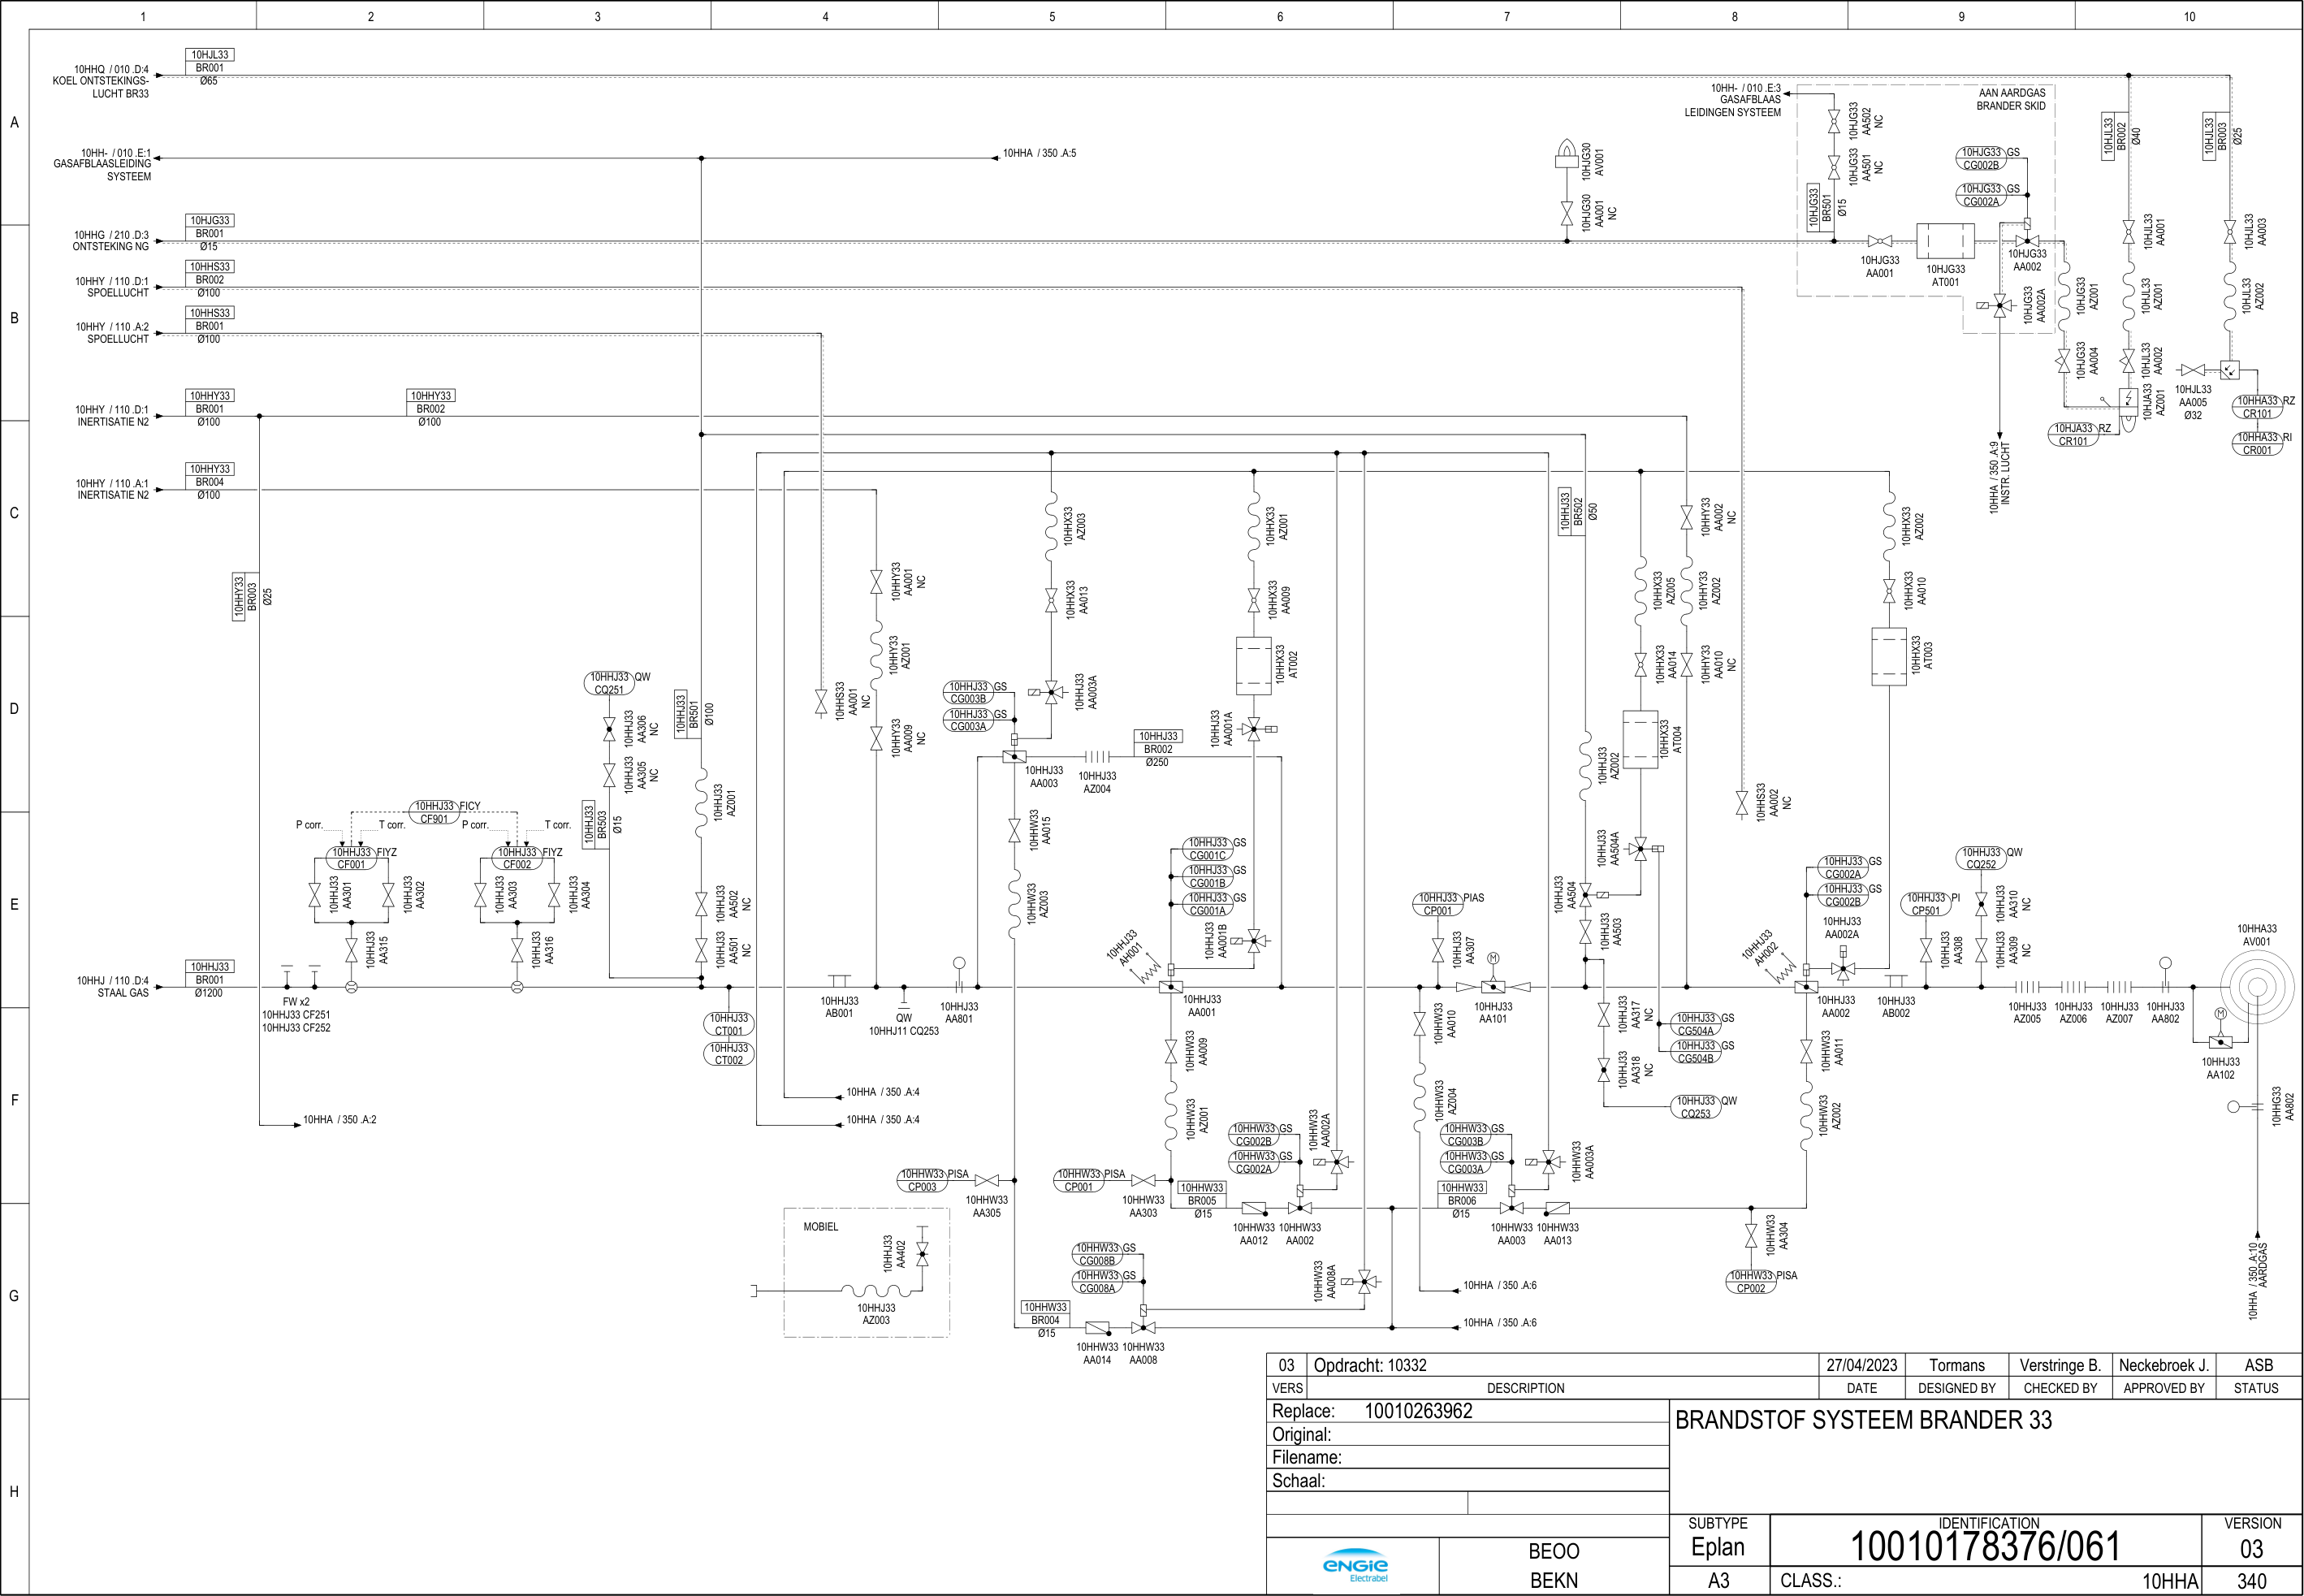 1 2 3 4 5 6 7 8 9 10
A
B
C
D
E
F
G
H
10HHQ / 010 .D:4
KOEL ONTSTEKINGS-
LUCHT BR33
10HJL33
BR001
Ø65
10HH- / 010 .E:1
GASAFBLAASLEIDING
SYSTEEM
10HHA / 350 .A:5
10HHG / 210 .D:3
ONTSTEKING NG
10HJG33
BR001
Ø15
10HHY / 110 .D:1
SPOELLUCHT
10HHS33
BR002
Ø100
10HHY / 110 .A:2
SPOELLUCHT
10HHS33
BR001
Ø100
10HHY / 110 .D:1
INERTISATIE N2
10HHY33
BR001
Ø100
10HHY33
BR002
Ø100
10HHY / 110 .A:1
INERTISATIE N2
10HHY33
BR004
Ø100
10HHY33
BR003
Ø25
10HJG30
AV001
10HJG30
AA001
NC
10HH- / 010 .E:3
GASAFBLAAS
LEIDINGEN SYSTEEM
AAN AARDGAS
BRANDER SKID
10HJG33
AA502
NC
10HJG33
AA501
NC
10HJG33
BR501
Ø15
10HJG33 GS
CG002B
10HJG33 GS
CG002A
10HJG33
AA001
10HJG33
AT001
10HJG33
AA002
10HJG33
AA002A
10HJG33
AZ001
10HJG33
AA004
10HJL33
BR002
Ø40
10HJL33
BR003
Ø25
10HJL33
AA001
10HJL33
AZ001
10HJL33
AA002
10HJL33
AA003
10HJL33
AZ002
10HJA33
AZ001
10HJL33
AA005
Ø32
10HHA33 RZ
CR101
10HHA33 RI
CR001
10HJA33 RZ
CR101
10HHA / 350 .A:9
INSTR. LUCHT
10HHX33
AZ003
10HHX33
AZ001
10HHJ33
BR502
Ø50
10HHY33
AA002
NC
10HHX33
AZ002
10HHY33
AA001
NC
10HHX33
AA013
10HHX33
AA009
10HHX33
AZ005
10HHY33
AZ002
10HHX33
AA010
10HHY33
AZ001
10HHX33
AT002
10HHX33
AA014
10HHY33
AA010
NC
10HHX33
AT003
10HHJ33 QW
CQ251
10HHJ33
AA306
NC
10HHJ33
AA305
NC
10HHJ33
BR501
Ø100
10HHS33
AA001
NC
10HHY33
AA009
NC
10HHJ33 GS
CG003B
10HHJ33 GS
CG003A
10HHJ33
AA003A
10HHJ33
AA001A
10HHJ33
BR002
Ø250
10HHJ33
AA003
10HHJ33
AZ004
10HHJ33
AZ002
10HHX33
AT004
10HHS33
AA002
NC
10HHJ33 FICY
CF901
P corr.
T corr.
P corr.
T corr.
10HHJ33 FIYZ
CF001
10HHJ33 FIYZ
CF002
10HHJ33
BR503
Ø15
10HHJ33
AZ001
10HHJ33
AA301
10HHJ33
AA302
10HHJ33
AA303
10HHJ33
AA304
10HHJ33
AA315
10HHJ33
AA316
10HHJ33
AA502
NC
10HHJ33
AA501
NC
10HHW33
AA015
10HHW33
AZ003
10HHJ33 GS
CG001C
10HHJ33 GS
CG001B
10HHJ33 GS
CG001A
10HHJ33
AA001B
10HHJ33
AH001
10HHJ33 PIAS
CP001
10HHJ33
AA307
10HHJ33
AA504
10HHJ33
AA504A
10HHJ33
AA503
10HHJ33 GS
CG002A
10HHJ33 GS
CG002B
10HHJ33
AA002A
10HHJ33
AH002
10HHJ33 PI
CP501
10HHJ33
AA308
10HHJ33 QW
CQ252
10HHJ33
AA310
NC
10HHJ33
AA309
NC
10HHA33
AV001
10HHJ / 110 .D:4
STAAL GAS
10HHJ33
BR001
Ø1200
FW x2
10HHJ33 CF251
10HHJ33 CF252
10HHJ33
CT001
10HHJ33
CT002
10HHJ33
AB001
QW
10HHJ11 CQ253
10HHJ33
AA801
10HHJ33
AA001
M
10HHJ33
AA101
10HHJ33
AA002
10HHJ33
AB002
10HHJ33
AZ005
10HHJ33
AZ006
10HHJ33
AZ007
10HHJ33
AA802
M
10HHJ33
AA102
10HHW33
AA009
10HHW33
AZ001
10HHW33
AA010
10HHW33
AZ004
10HHJ33
AA317
NC
10HHJ33
AA318
NC
10HHJ33 GS
CG504A
10HHJ33 GS
CG504B
10HHJ33 QW
CQ253
10HHW33
AA011
10HHW33
AZ002
10HHG33
AA802
10HHA / 350 .A:2
10HHA / 350 .A:4
10HHA / 350 .A:4
10HHW33 PISA
CP003
10HHW33
AA305
10HHW33 PISA
CP001
10HHW33
AA303
10HHW33 GS
CG002B
10HHW33 GS
CG002A
10HHW33
AA002A
10HHW33
BR005
Ø15
10HHW33
AA012
10HHW33
AA002
10HHW33 GS
CG003B
10HHW33 GS
CG003A
10HHW33
AA003A
10HHW33
BR006
Ø15
10HHW33
AA003
10HHW33
AA013
10HHW33
AA304
10HHW33 PISA
CP002
MOBIEL
10HHJ33
AA402
10HHJ33
AZ003
10HHW33 GS
CG008B
10HHW33 GS
CG008A
10HHW33
AA008A
10HHW33
BR004
Ø15
10HHW33
AA014
10HHW33
AA008
10HHA / 350 .A:6
10HHA / 350 .A:6
10HHA / 350 .A:10
AARDGAS
03 Opdracht: 10332 27/04/2023 Tormans Verstringe B. Neckebroek J. ASB
VERS DESCRIPTION DATE DESIGNED BY CHECKED BY APPROVED BY STATUS
Replace: 10010263962
Original:
Filename:
Schaal:
BRANDSTOF SYSTEEM BRANDER 33
ENGIE
Electrabel
BEOO
BEKN
SUBTYPE
Eplan
A3
IDENTIFICATION
10010178376/061
CLASS.: 10HHA
VERSION
03
340